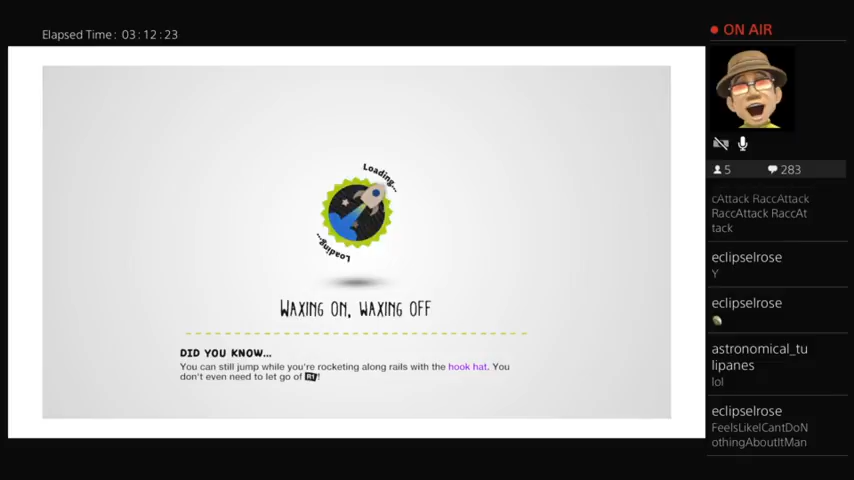 Elapsed Time: 03:12:23
ON AIR
5
283
Loading...
Loading...
WAXING ON, WAXING OFF
DID YOU KNOW...
You can still jump while you're rocketing along rails with the hook hat. You
don't even need to let go of R1!
cAttack RaccAttack
RaccAttack RaccAt
tack
eclipselrose
Y
eclipselrose
astronomical_tu
lipanes
lol
eclipselrose
FeelsLikeICantDoN
othingAboutItMan